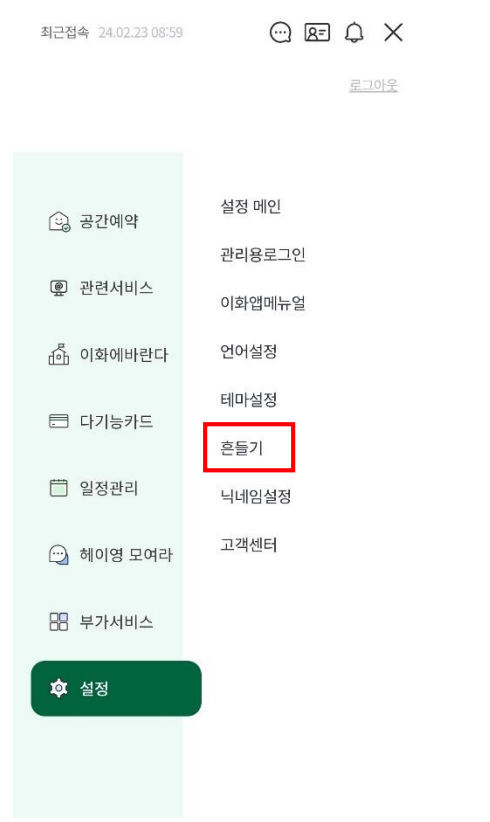 최근접속 24.02.23 08:59
로그아웃
공간예약
관련서비스
이화에바란다
다기능카드
일정관리
헤이영 모여라
부가서비스
설정
설정 메인
관리용로그인
이화앱메뉴얼
언어설정
테마설정
흔들기
닉네임설정
고객센터